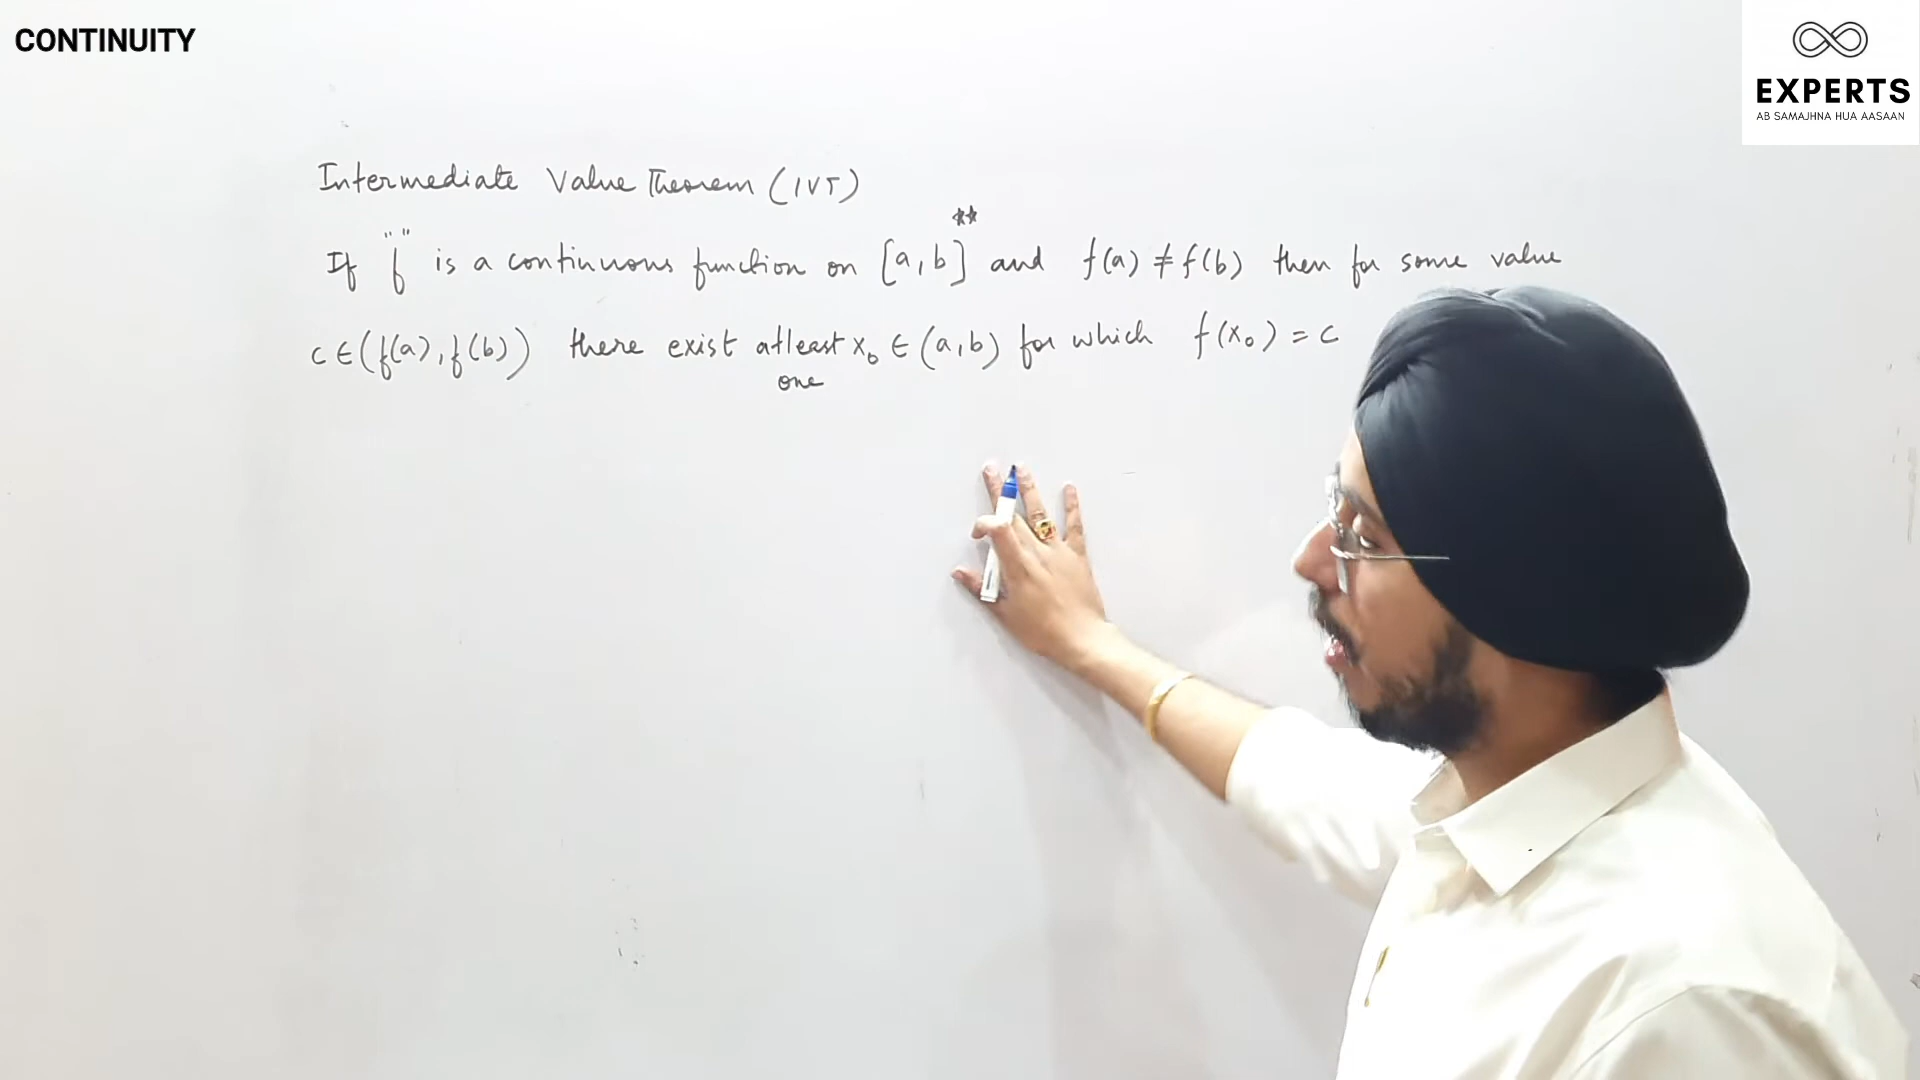 CONTINUITY
EXPERTS
AB SAMAJHNA HUA AASAAN
Intermediate Value Theorem (IVT)
If "f" is a continuous function on [a,b]** and f(a) ≠ f(b) then for some value
c ∈ (f(a), f(b)) there exist atleast one x₀ ∈ (a,b) for which f(x₀) = c